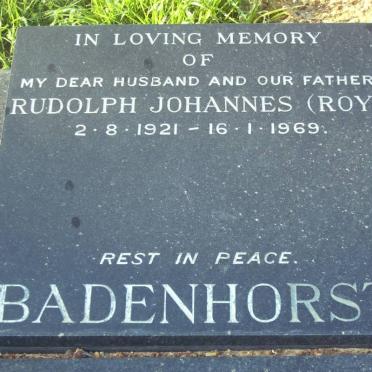 IN LOVING MEMORY
OF
MY DEAR HUSBAND AND OUR FATHER
RUDOLPH JOHANNES (ROY
2·8·1921 – 16·1·1969.
REST IN PEACE.
BADENHORST